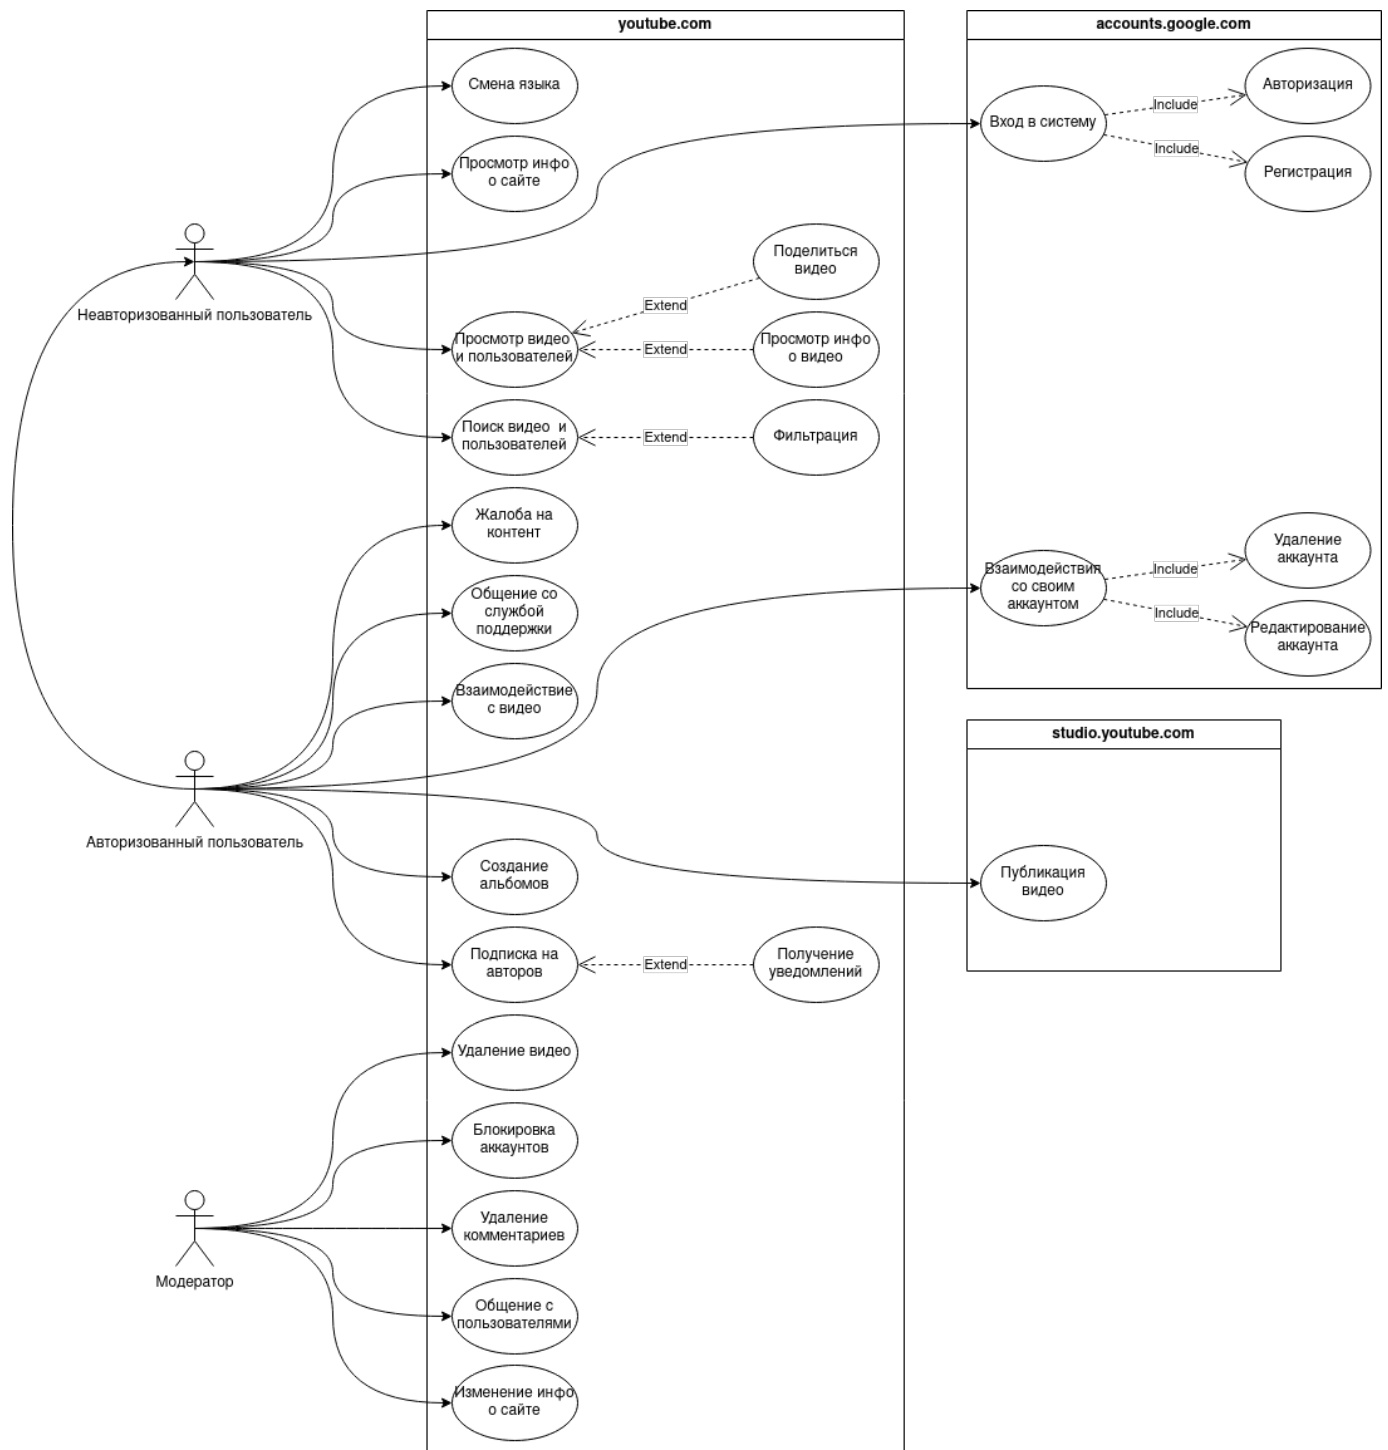 youtube.com
accounts.google.com
Смена языка
Просмотр инфо
о сайте
Вход в систему
Include
Include
Авторизация
Регистрация
Неавторизованный пользователь
Поделиться
видео
Extend
Просмотр видео
и пользователей
Extend
Просмотр инфо
о видео
Поиск видео и
пользователей
Extend
Фильтрация
Жалоба на
контент
Общение со
службой
поддержки
Взаимодействие
с видео
Взаимодействия
со своим
аккаунтом
Include
Include
Удаление
аккаунта
Редактирование
аккаунта
studio.youtube.com
Авторизованный пользователь
Создание
альбомов
Публикация
видео
Подписка на
авторов
Extend
Получение
уведомлений
Удаление видео
Блокировка
аккаунтов
Удаление
комментариев
Модератор
Общение с
пользователями
Изменение инфо
о сайте